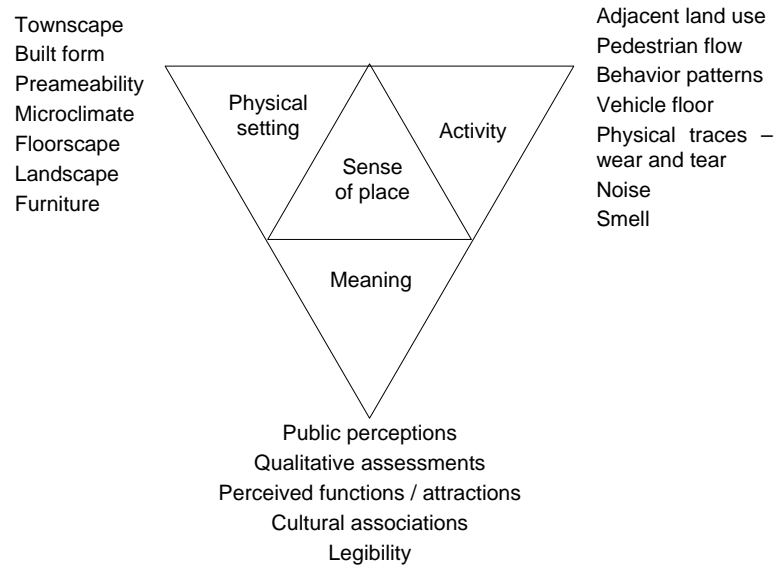 Townscape
Built form
Preameability
Microclimate
Floorscape
Landscape
Furniture
Physical
setting
Sense
of place
Activity
Meaning
Adjacent land use
Pedestrian flow
Behavior patterns
Vehicle floor
Physical traces –
wear and tear
Noise
Smell
Public perceptions
Qualitative assessments
Perceived functions / attractions
Cultural associations
Legibility